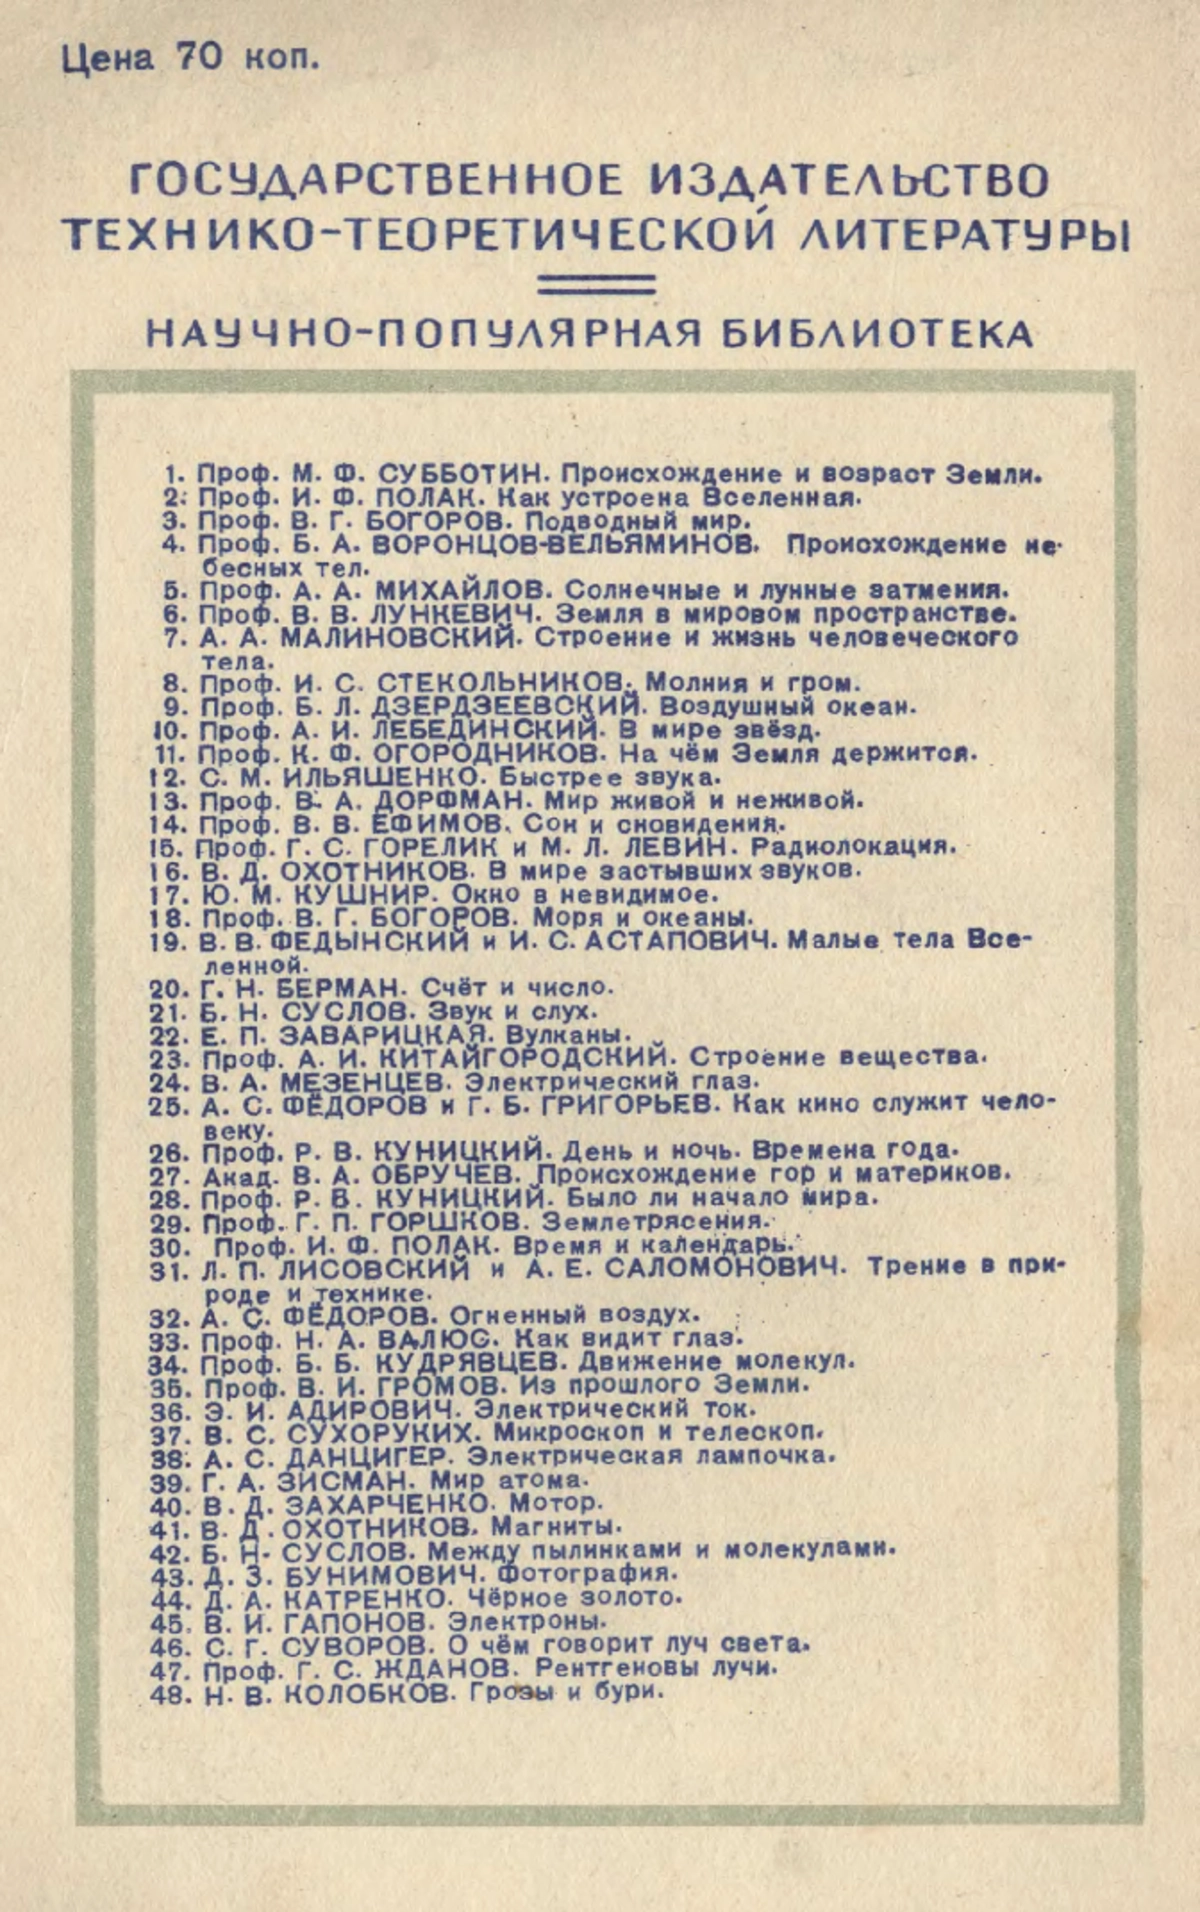 Цена 70 коп.
ГОСУДАРСТВЕННОЕ ИЗДАТЕЛЬСТВО
ТЕХНИКО-ТЕОРЕТИЧЕСКОЙ ЛИТЕРАТУРЫ
НАУЧНО-ПОПУЛЯРНАЯ БИБЛИОТЕКА
1. Проф. М. Ф. СУББОТИН. Происхождение и возраст Земли.
2. Проф. И. Ф. ПОЛАК. Как устроена Вселенная.
3. Проф. В. Г. БОГОРОВ. Подводный мир.
4. Проф. Б. А. ВОРОНЦОВ-ВЕЛЬЯМИНОВ. Происхождение не-
бесных тел.
5. Проф. А. А. МИХАЙЛОВ. Солнечные и лунные затмения.
6. Проф. В. В. ЛУНКЕВИЧ. Земля в мировом пространстве.
7. А. А. МАЛИНОВСКИЙ. Строение и жизнь человеческого
тела.
8. Проф. И. С. СТЕКОЛЬНИКОВ. Молния и гром.
9. Проф. Б. Л. ДЗЕРДЗЕЕВСКИЙ. Воздушный океан.
10. Проф. А. И. ЛЕБЕДИНСКИЙ. В мире звёзд.
11. Проф. К. Ф. ОГОРОДНИКОВ. На чём Земля держится.
12. С. М. ИЛЬЯШЕНКО. Быстрее звука.
13. Проф. В. А. ДОРФМАН. Мир живой и неживой.
14. Проф. В. В. ЕФИМОВ. Сон и сновидения.
15. Проф. Г. С. ГОРЕЛИК и М. Л. ЛЕВИН. Радиолокация.
16. В. Д. ОХОТНИКОВ. В мире застывших звуков.
17. Ю. М. КУШНИР. Окно в невидимое.
18. Проф. В. Г. БОГОРОВ. Моря и океаны.
19. В. В. ФЕДЫНСКИЙ и И. С. АСТАПОВИЧ. Малые тела Все-
ленной.
20. Г. Н. БЕРМАН. Счёт и число.
21. Б. Н. СУСЛОВ. Звук и слух.
22. Е. П. ЗАВАРИЦКАЯ. Вулканы.
23. Проф. А. И. КИТАЙГОРОДСКИЙ. Строение вещества.
24. В. А. МЕЗЕНЦЕВ. Электрический глаз.
25. А. С. ФЁДОРОВ и Г. Б. ГРИГОРЬЕВ. Как кино служит чело-
веку.
26. Проф. Р. В. КУНИЦКИЙ. День и ночь. Времена года.
27. Акад. В. А. ОБРУЧЕВ. Происхождение гор и материков.
28. Проф. Р. В. КУНИЦКИЙ. Было ли начало мира.
29. Проф. Г. П. ГОРШКОВ. Землетрясения.
30. Проф. И. Ф. ПОЛАК. Время и календарь.
31. Л. П. ЛИСОВСКИЙ и А. Е. САЛОМОНОВИЧ. Трение в при-
роде и технике.
32. А. С. ФЁДОРОВ. Огненный воздух.
33. Проф. Н. А. ВАЛЮС. Как видит глаз.
34. Проф. Б. Б. КУДРЯВЦЕВ. Движение молекул.
35. Проф. В. И. ГРОМОВ. Из прошлого Земли.
36. Э. И. АДИРОВИЧ. Электрический ток.
37. В. С. СУХОРУКИХ. Микроскоп и телескоп.
38. А. С. ДАНЦИГЕР. Электрическая лампочка.
39. Г. А. ЗИСМАН. Мир атома.
40. В. Д. ЗАХАРЧЕНКО. Мотор.
41. В. Д. ОХОТНИКОВ. Магниты.
42. Б. Н. СУСЛОВ. Между пылинками и молекулами.
43. Д. З. БУНИМОВИЧ. Фотография.
44. Д. А. КАТРЕНКО. Чёрное золото.
45. В. И. ГАПОНОВ. Электроны.
46. С. Г. СУВОРОВ. О чём говорит луч света.
47. Проф. Г. С. ЖДАНОВ. Рентгеновы лучи.
48. Н. В. КОЛОБКОВ. Грозы и бури.